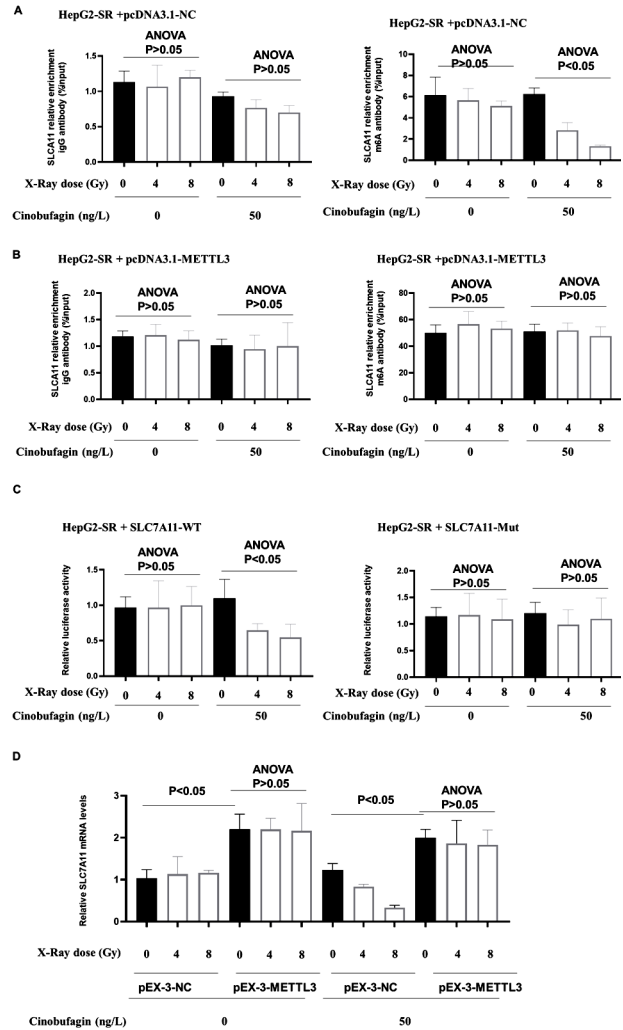 A
HepG2-SR +pcDNA3.1-NC
HepG2-SR +pcDNA3.1-NC
SLCA11 relative enrichment
igG antibody (%input)
1.5
1.0
0.5
0.0
ANOVA
P>0.05
ANOVA
P>0.05
SLCA11 relative enrichment
m6A antibody (%input)
10
8
6
4
2
0
ANOVA
P>0.05
ANOVA
P<0.05
X-Ray dose (Gy) 0 4 8 0 4 8
0 4 8 0 4 8
Cinobufagin (ng/L) 0 50
0 50
B
HepG2-SR + pcDNA3.1-METTL3
HepG2-SR +pcDNA3.1-METTL3
SLCA11 relative enrichment
igG antibody (%input)
2.0
1.5
1.0
0.5
0.0
ANOVA
P>0.05
ANOVA
P>0.05
SLCA11 relative enrichment
m6A antibody (%input)
80
60
40
20
0
ANOVA
P>0.05
ANOVA
P>0.05
X-Ray dose (Gy) 0 4 8 0 4 8
X-Ray dose (Gy) 0 4 8 0 4 8
Cinobufagin (ng/L) 0 50
Cinobufagin (ng/L) 0 50
C
HepG2-SR + SLC7A11-WT
HepG2-SR + SLC7A11-Mut
Relative luciferase activity
1.5
1.0
0.5
0.0
ANOVA
P>0.05
ANOVA
P<0.05
Relative luciferase activity
2.0
1.5
1.0
0.5
0.0
ANOVA
P>0.05
ANOVA
P>0.05
X-Ray dose (Gy) 0 4 8 0 4 8
X-Ray dose (Gy) 0 4 8 0 4 8
Cinobufagin (ng/L) 0 50
Cinobufagin (ng/L) 0 50
D
Relative SLC7A11 mRNA levels
3
2
1
0
P<0.05
ANOVA
P>0.05
P<0.05
ANOVA
P>0.05
X-Ray dose (Gy) 0 4 8 0 4 8 0 4 8 0 4 8
pEX-3-NC pEX-3-METTL3 pEX-3-NC pEX-3-METTL3
Cinobufagin (ng/L) 0 50